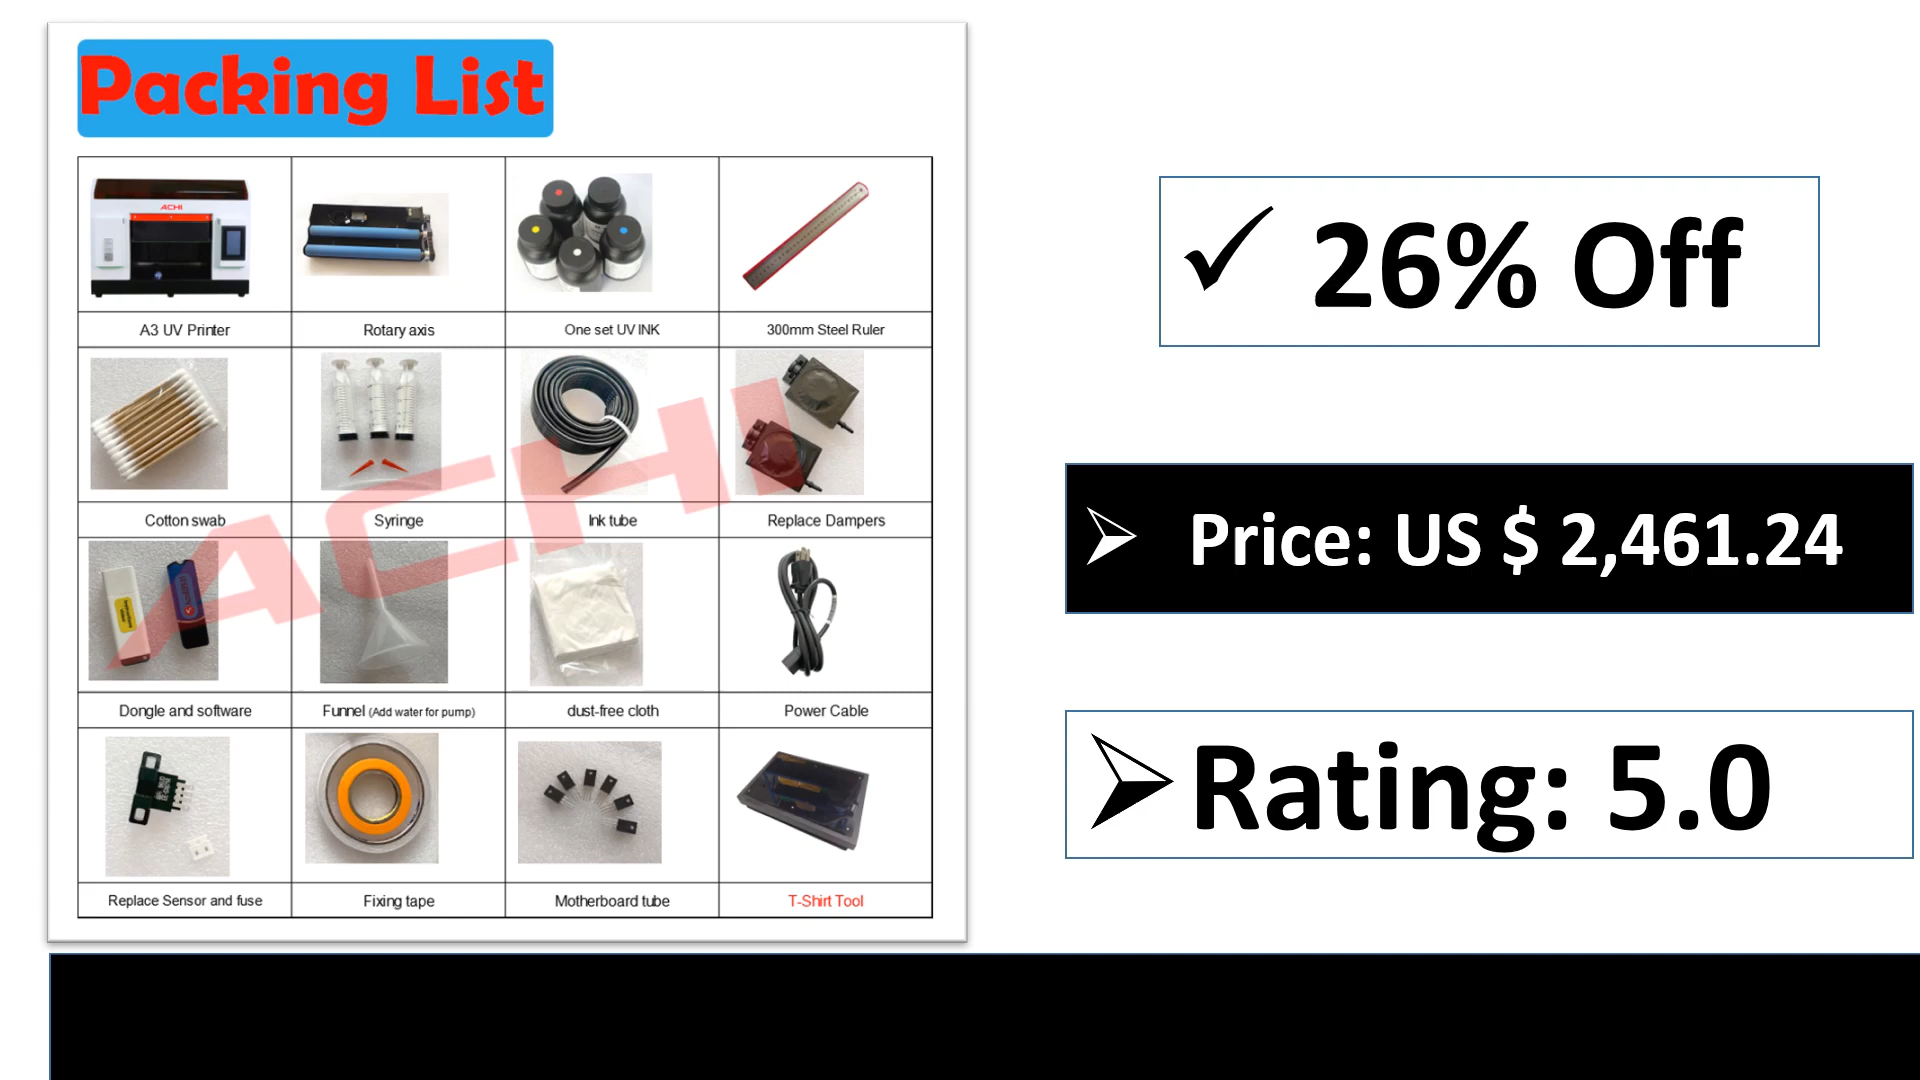 Packing List
ACHI
A3 UV Printer
Rotary axis
One set UV INK
300mm Steel Ruler
Cotton swab
Syringe
Ink tube
Replace Dampers
Dongle and software
Funnel (Add water for pump)
dust-free cloth
Power Cable
Replace Sensor and fuse
Fixing tape
Motherboard tube
T-Shirt Tool
ACHI
26% Off
Price: US $ 2,461.24
Rating: 5.0